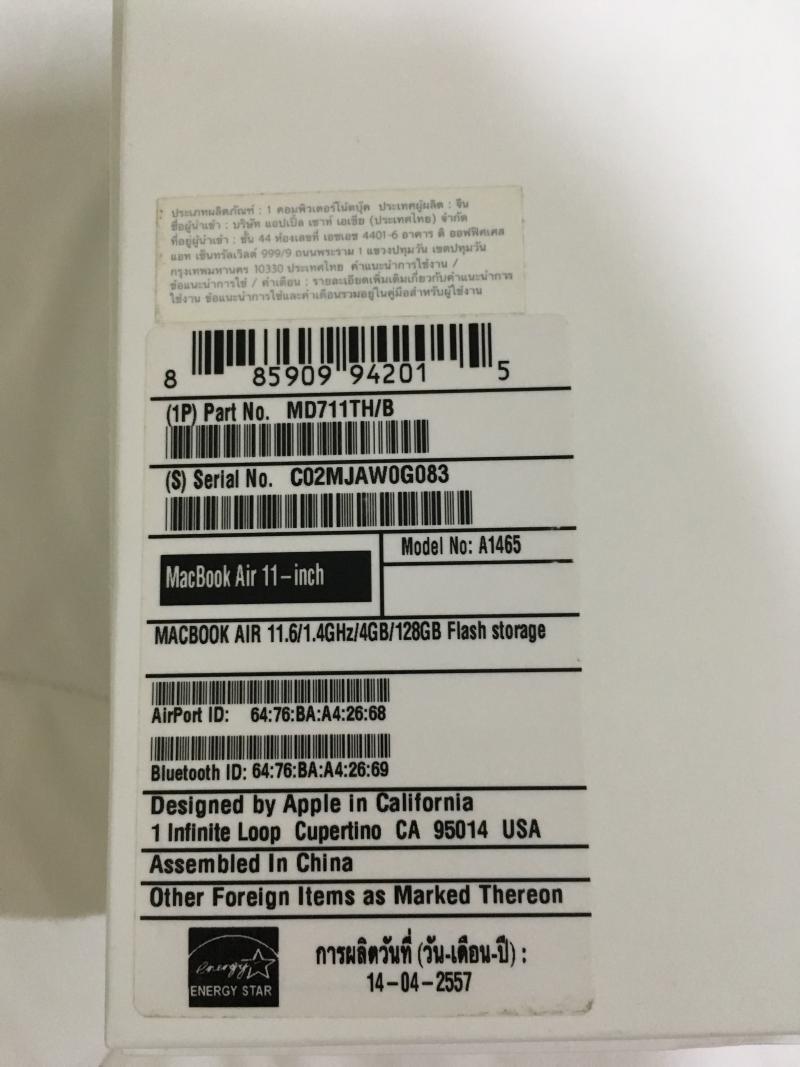 ประเภทผลิตภัณฑ์ : 1 คอมพิวเตอร์โน้ตบุ๊ค ประเทศผู้ผลิต : จีน
ชื่อผู้นำเข้า : บริษัท แอปเปิ้ล เซาท์ เอเชีย (ประเทศไทย) จำกัด
ที่อยู่ผู้นำเข้า : ชั้น 44 ห้องเลขที่ เอชเอช 4401-6 อาคาร ดิ ออฟฟิศเศส
แอท เซ็นทรัลเวิลด์ 999/9 ถนนพระราม 1 แขวงปทุมวัน เขตปทุมวัน
กรุงเทพมหานคร 10330 ประเทศไทย คำแนะนำการใช้งาน /
ข้อแนะนำการใช้ / คำเตือน : รายละเอียดเพิ่มเติมเกี่ยวกับคำแนะนำการ
ใช้งาน ข้อแนะนำการใช้และคำเตือนรวมอยู่ในคู่มือสำหรับผู้ใช้งาน
8 85909 94201 5
(1P) Part No. MD711TH/B
(S) Serial No. C02MJAW0G083
MacBook Air 11-inch
Model No: A1465
MACBOOK AIR 11.6/1.4GHz/4GB/128GB Flash storage
AirPort ID: 64:76:BA:A4:26:68
Bluetooth ID: 64:76:BA:A4:26:69
Designed by Apple in California
1 Infinite Loop Cupertino CA 95014 USA
Assembled In China
Other Foreign Items as Marked Thereon
energy
ENERGY STAR
การผลิตวันที่ (วัน-เดือน-ปี) :
14-04-2557